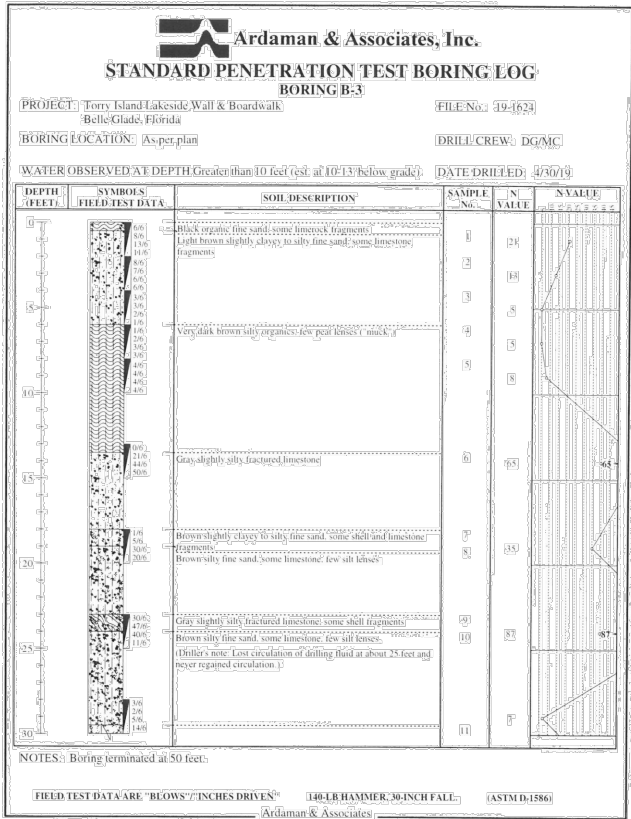 Ardaman & Associates, Inc.
STANDARD PENETRATION TEST BORING LOG
BORING B-3
PROJECT: Torry Island Lakeside Wall & Boardwalk
Belle Glade, Florida
FILE No.: 19-1624
BORING LOCATION: As per plan
DRILL CREW: DG/MC
WATER OBSERVED AT DEPTH Greater than 10 feet (est. at 10-13' below grade)
DATE DRILLED: 4/30/19
DEPTH (FEET)
SYMBOLS FIELD TEST DATA
SOIL DESCRIPTION
SAMPLE No.
N VALUE
N VALUE
0
6/6
8/6
13/6
Black organic fine sand, some limerock fragments
1
21
Light brown slightly clayey to silty fine sand, some limestone
fragments
8/6
7/6
6/6
6/6
2
13
3/6
3/6
2/6
1/6
3
5
5
Very dark brown silty organics, few peat lenses ("muck")
2/6
3/6
3/6
4
5
4/6
4/6
4/6
4/6
5
8
10
0/6
21/6
44/6
50/6
Gray slightly silty fractured limestone
6
65
65
15
1/6
5/6
30/6
20/6
Brown slightly clayey to silty fine sand, some shell and limestone
fragments
7
35
Brown silty fine sand, some limestone, few silt lenses
8
20
30/6
47/6
40/6
11/6
Gray slightly silty fractured limestone, some shell fragments
9
Brown silty fine sand, some limestone, few silt lenses
10
87
87
25
(Driller's note: Lost circulation of drilling fluid at about 25 feet and
never regained circulation.)
3/6
2/6
5/6
14/6
11
7
30
NOTES: Boring terminated at 50 feet.
FIELD TEST DATA ARE "BLOWS"/"INCHES DRIVEN"
140-LB HAMMER, 30-INCH FALL.
(ASTM D-1586)
Ardaman & Associates